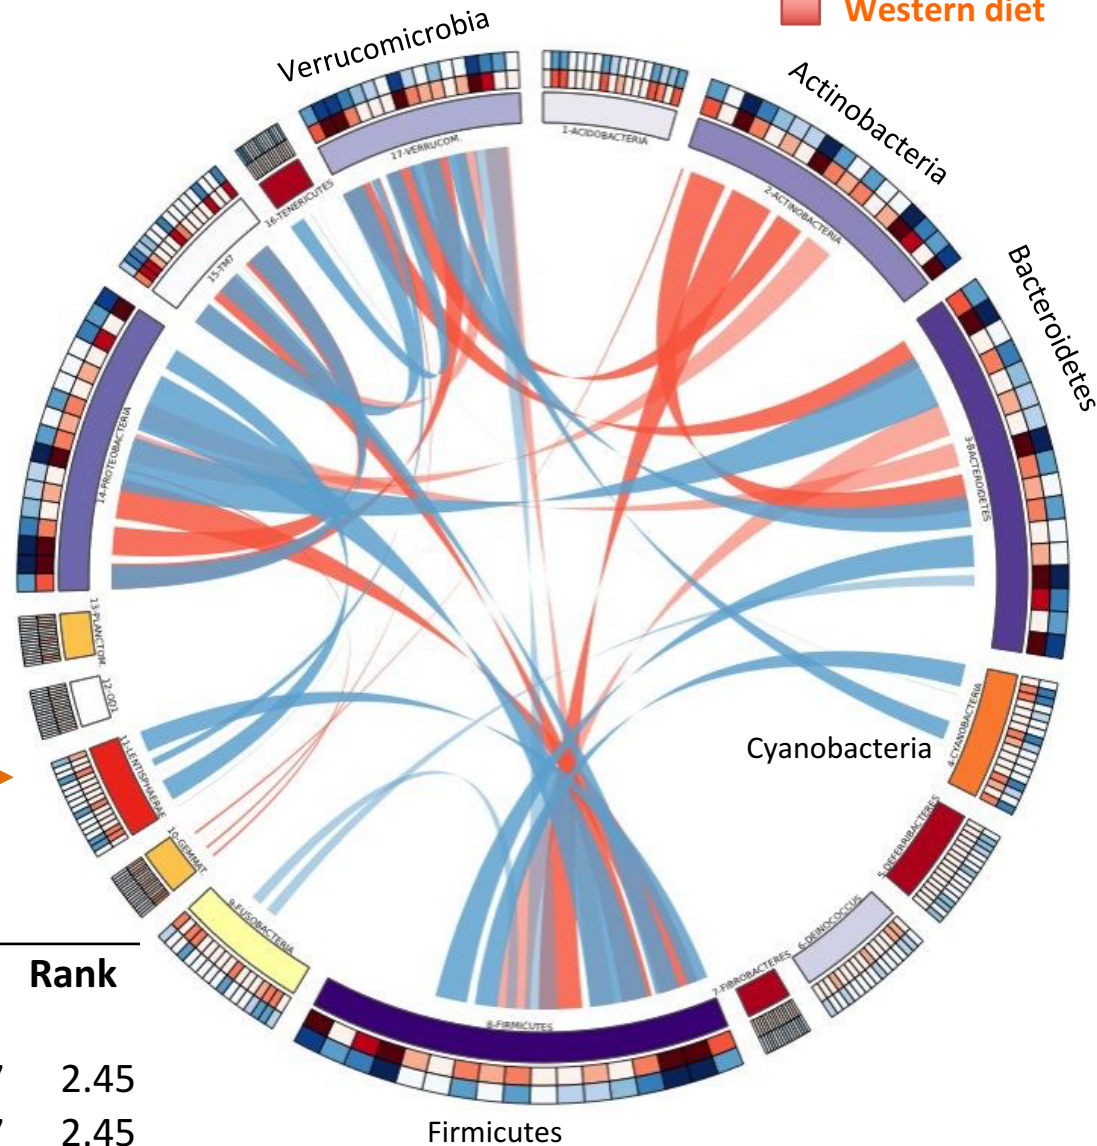 Western diet
Verrucomicrobia
Actinobacteria
Bacteroidetes
Cyanobacteria
Firmicutes
1-ACIDOBACTERIA
2-ACTINOBACTERIA
3-BACTEROIDETES
4-CYANOBACTERIA
5-DEFERRIBACTERES
6-DEINOCOCCUS
7-FIBROBACTERES
8-FIRMICUTES
9-FUSOBACTERIA
10-GEMMAT.
11-LENTISPHAERAE
12-OD1
13-PLANCTOM.
14-PROTEOBACTERIA
15-TM7
16-TENERICUTES
17-VERRUCOM.
Rank
2.45
2.45